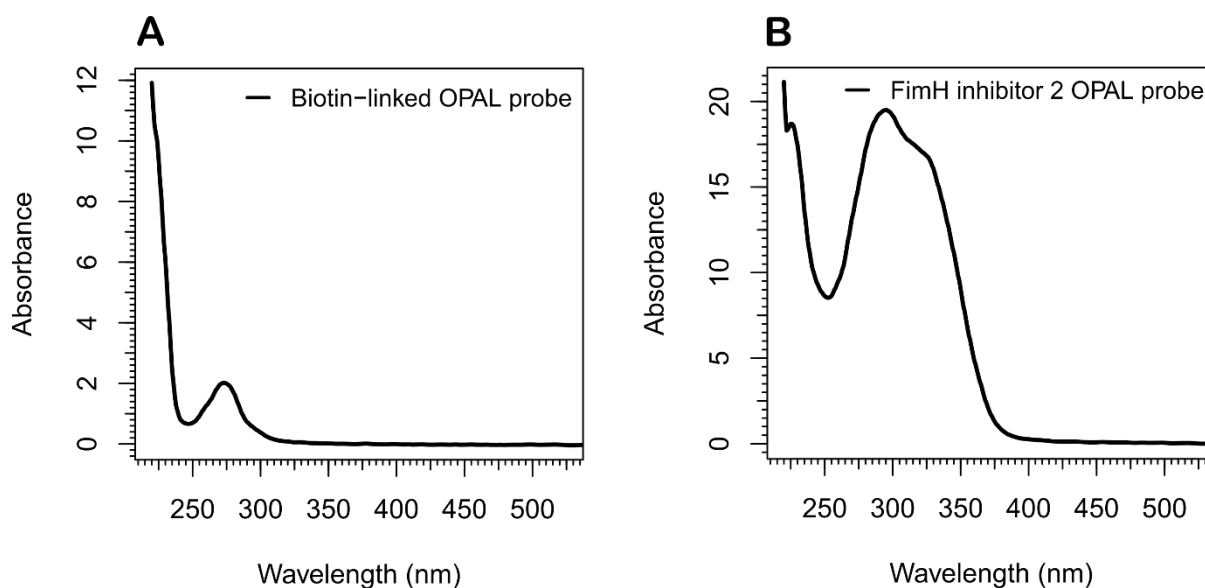 A
Biotin−linked OPAL probe
Absorbance
0 2 4 6 8 10 12
250 300 350 400 450 500
Wavelength (nm)
B
FimH inhibitor 2 OPAL probe
Absorbance
0 5 10 15 20
250 300 350 400 450 500
Wavelength (nm)